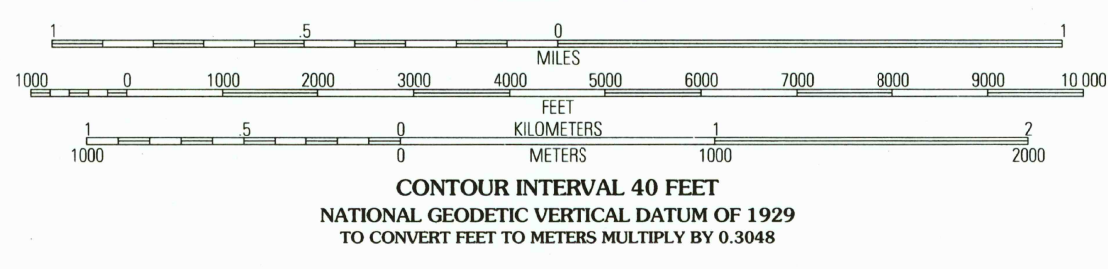 1 .5 0 1
MILES
1000 0 1000 2000 3000 4000 5000 6000 7000 8000 9000 10 000
FEET
1 .5 0 KILOMETERS 1 2
1000 0 METERS 1000 2000
CONTOUR INTERVAL 40 FEET
NATIONAL GEODETIC VERTICAL DATUM OF 1929
TO CONVERT FEET TO METERS MULTIPLY BY 0.3048